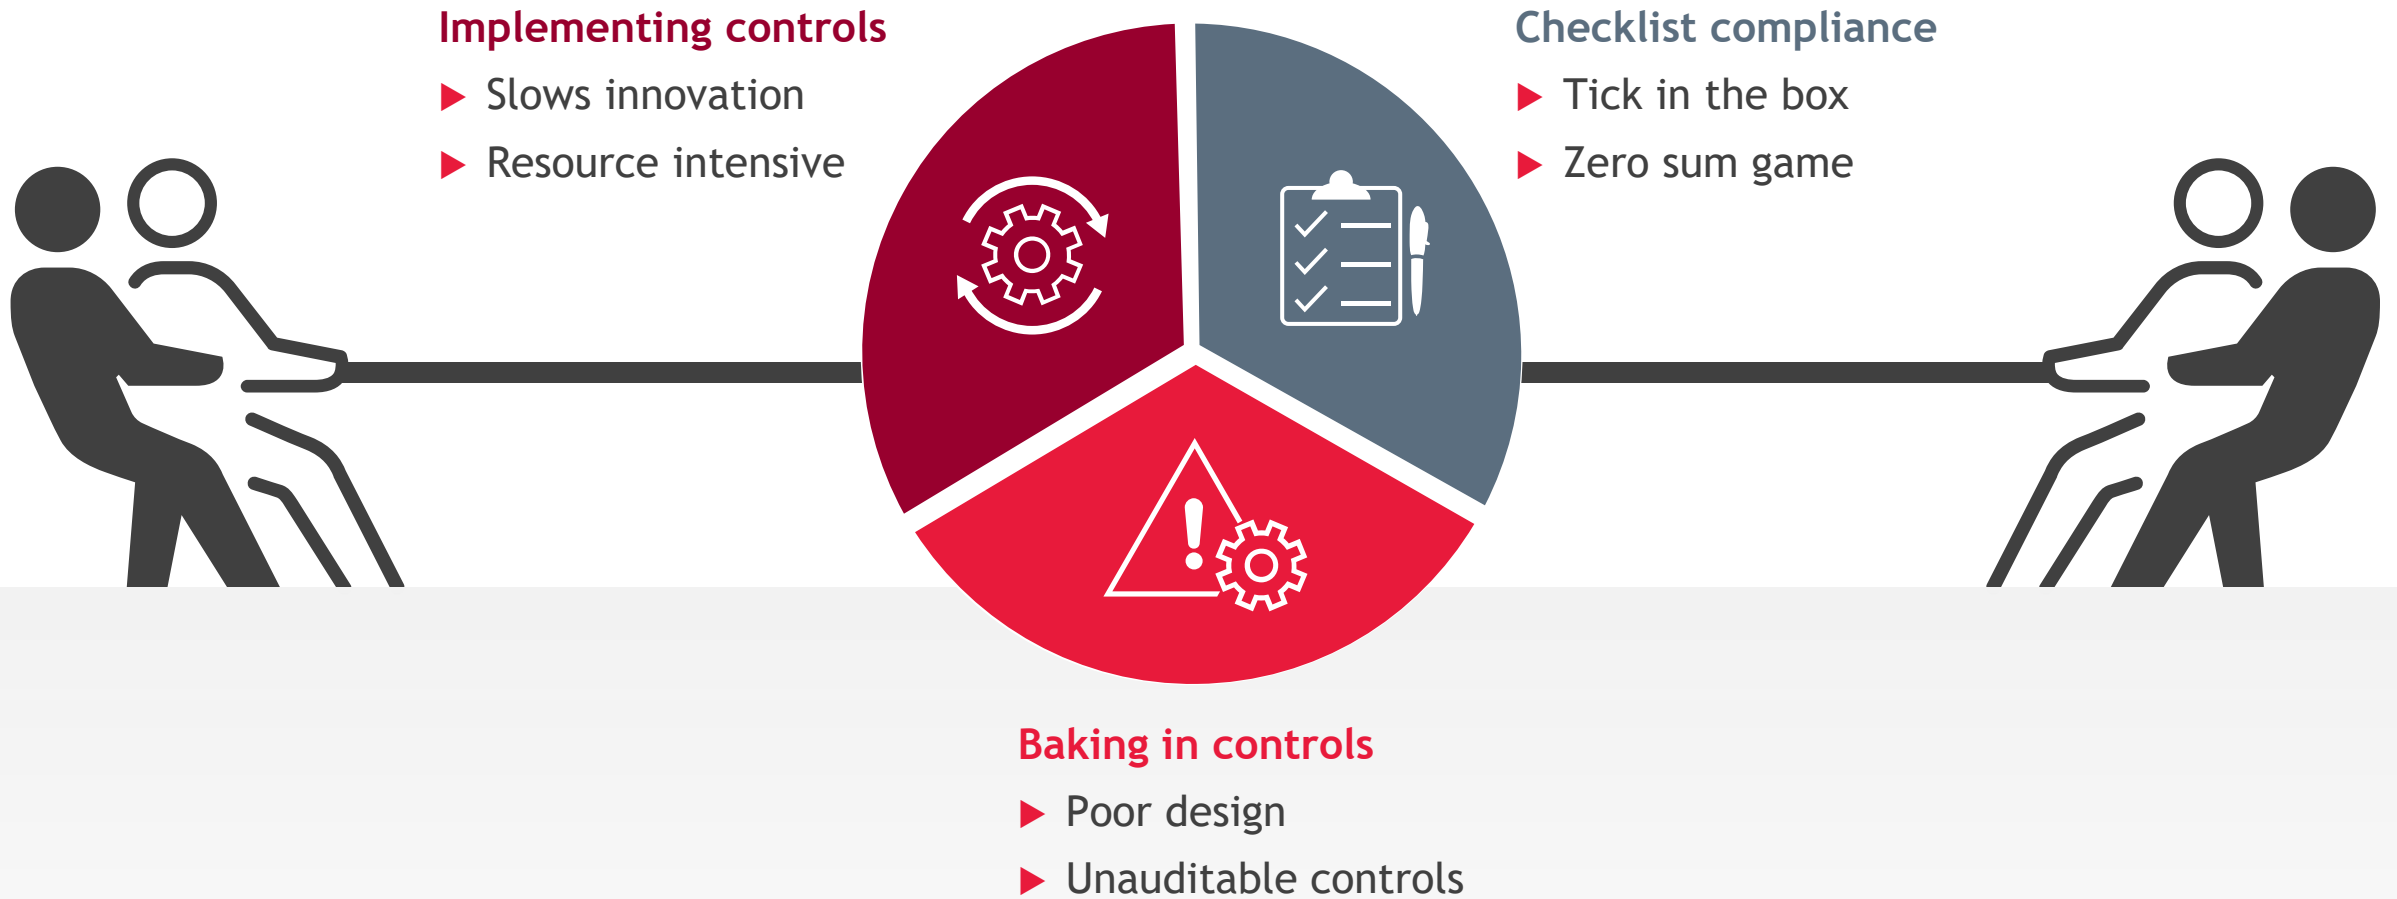 Implementing controls
Slows innovation
Resource intensive
Checklist compliance
Tick in the box
Zero sum game
Baking in controls
Poor design
Unauditable controls